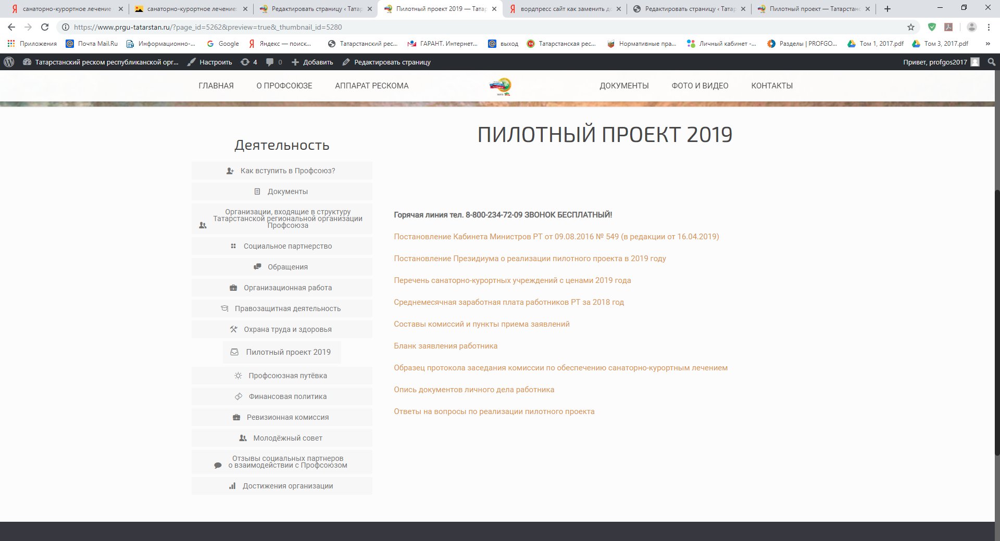 санаторно-курортное лечение
санаторно-курортное лечение:
Редактировать страницу ‹ Татар
Пилотный проект 2019 — Татар
вордпресс сайт как заменить до
Редактировать страницу ‹ Татар
Пилотный проект — Татарстан
https://www.prgu-tatarstan.ru/?page_id=5262&preview=true&_thumbnail_id=5280
Приложения
Почта Mail.Ru
Информационно-...
Google
Яндекс — поиск...
Татарстанский рес...
ГАРАНТ. Интернет...
выход
Татарстанская рес...
Нормативные пра...
Личный кабинет -...
Разделы | PROFGO...
Том 1, 2017.pdf
Том 3, 2017.pdf
»
Татарстанский реском республиканской орг...
Настроить
4
0
Добавить
Редактировать страницу
Привет, profgos2017
ГЛАВНАЯ
О ПРОФСОЮЗЕ
АППАРАТ РЕСКОМА
ДОКУМЕНТЫ
ФОТО И ВИДЕО
КОНТАКТЫ
Деятельность
Как вступить в Профсоюз?
Документы
Организации, входящие в структуру
Татарстанской региональной организации
Профсоюза
Социальное партнерство
Обращения
Организационная работа
Правозащитная деятельность
Охрана труда и здоровья
Пилотный проект 2019
Профсоюзная путёвка
Финансовая политика
Ревизионная комиссия
Молодёжный совет
Отзывы социальных партнеров
о взаимодействии с Профсоюзом
Достижения организации
ПИЛОТНЫЙ ПРОЕКТ 2019
Горячая линия тел. 8-800-234-72-09 ЗВОНОК БЕСПЛАТНЫЙ!
Постановление Кабинета Министров РТ от 09.08.2016 № 549 (в редакции от 16.04.2019)
Постановление Президиума о реализации пилотного проекта в 2019 году
Перечень санаторно-курортных учреждений с ценами 2019 года
Среднемесячная заработная плата работников РТ за 2018 год
Составы комиссий и пункты приема заявлений
Бланк заявления работника
Образец протокола заседания комиссии по обеспечению санаторно-курортным лечением
Опись документов личного дела работника
Ответы на вопросы по реализации пилотного проекта